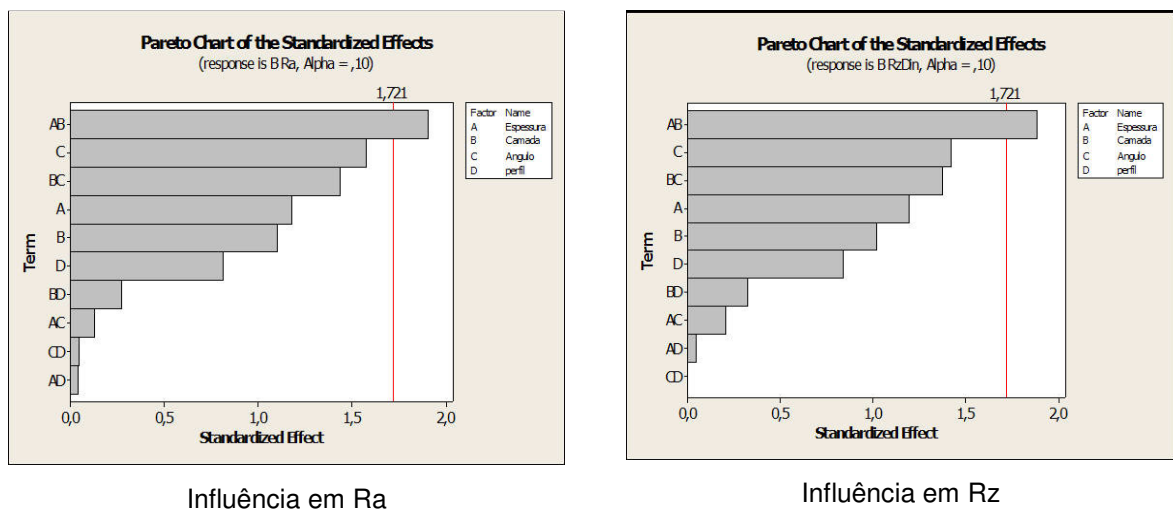 Pareto Chart of the Standardized Effects
(response is B Ra, Alpha = ,10)
1,721
Factor Name
A Espessura
B Camada
C Angulo
D perfil
Term
AB
C
BC
A
B
D
BD
AC
CD
AD
0,0 0,5 1,0 1,5 2,0
Standardized Effect
Influência em Ra
Pareto Chart of the Standardized Effects
(response is B RzDin, Alpha = ,10)
1,721
Factor Name
A Espessura
B Camada
C Angulo
D perfil
Term
AB
C
BC
A
B
D
BD
AC
AD
CD
0,0 0,5 1,0 1,5 2,0
Standardized Effect
Influência em Rz